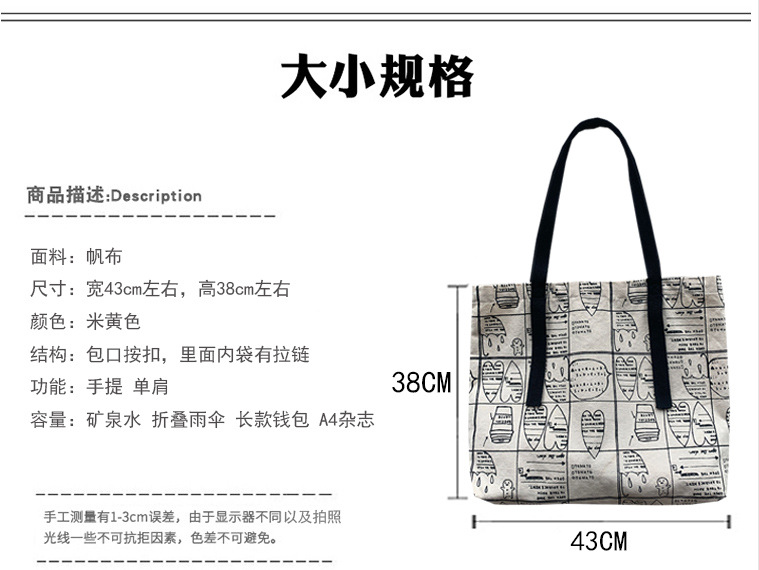 大小规格
商品描述:Description
面料：帆布
尺寸：宽43cm左右，高38cm左右
颜色：米黄色
结构：包口按扣，里面内袋有拉链
功能：手提 单肩
容量：矿泉水 折叠雨伞 长款钱包 A4杂志
手工测量有1-3cm误差，由于显示器不同以及拍照
光线一些不可抗拒因素，色差不可避免。
38CM
43CM